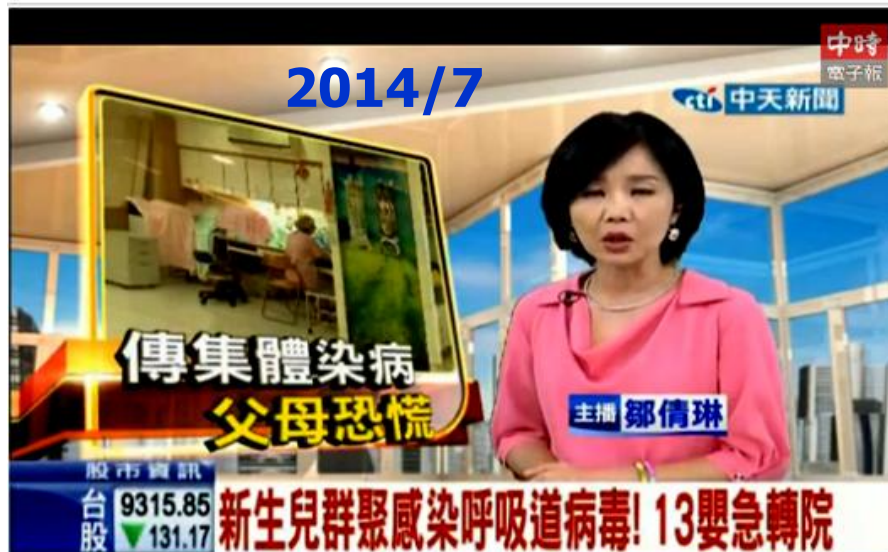 中時
電子報
2014/7
cti 中天新聞
傳集體染病
父母恐慌
主播 鄒倩琳
股市資訊
台股 9315.85
▼131.17
新生兒群聚感染呼吸道病毒! 13嬰急轉院